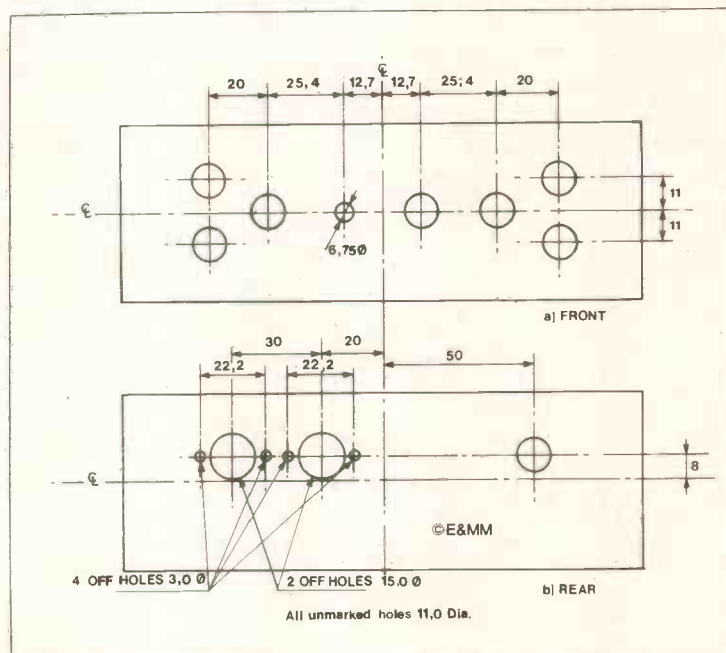 ℄
20 25,4 12,7 12,7 25,4 20
℄
11
11
6,75Ø
a) FRONT
30 20 50
22,2 22,2
℄
8
©E&MM
4 OFF HOLES 3,0 Ø 2 OFF HOLES 15.0 Ø
b) REAR
All unmarked holes 11,0 Dia.